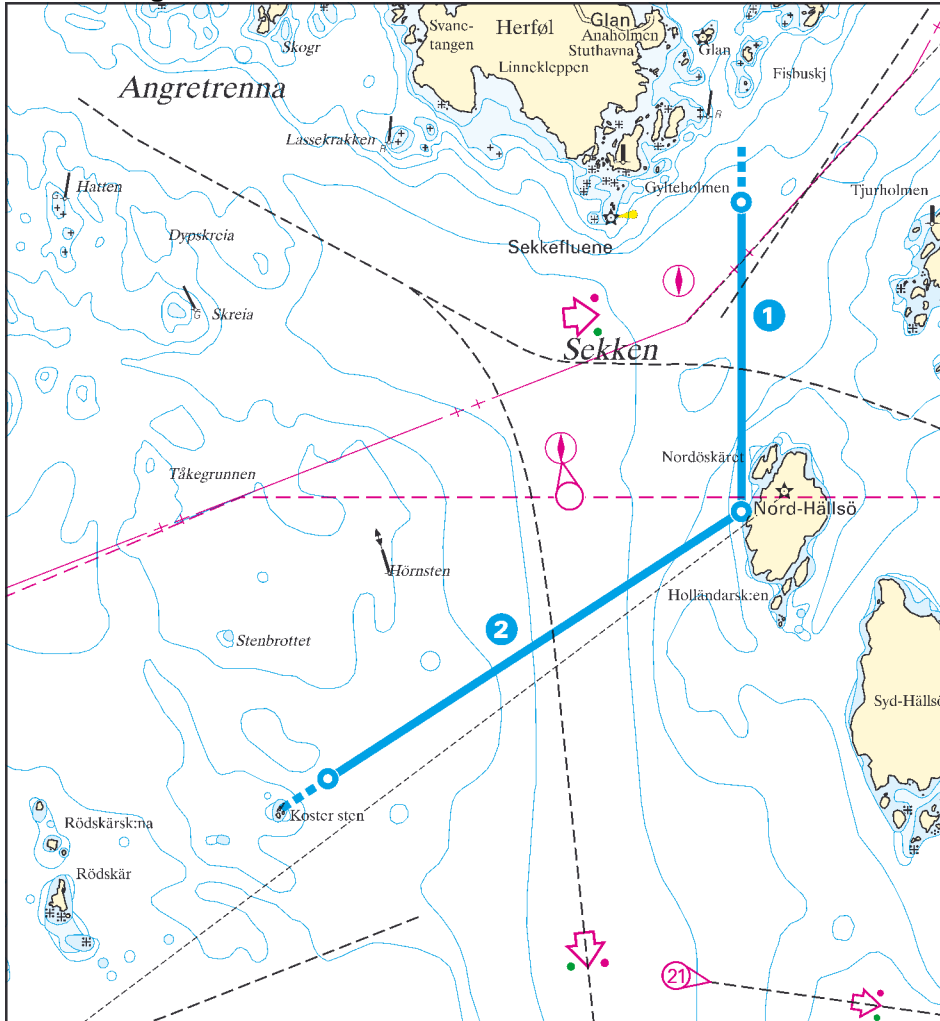 Svanc-
tangen
Herføl
Glan
Anaholmen
Stuthavna
Glan
Skogr
Linnekleppen
Fisbuskj
Angretrenna
Lassekrakken
R
R
Hatten
G
Gylteholmen
Tjurholmen
Dypskreia
Sekkefluene
Skreia
G
1
Sekken
Nordöskäret
Tåkegrunnen
Nord-Hällsö
Hörnsten
Holländarsk:en
2
Stenbrottet
Syd-Hällsö
Koster sten
Rödskärsk:na
Rödskär
21